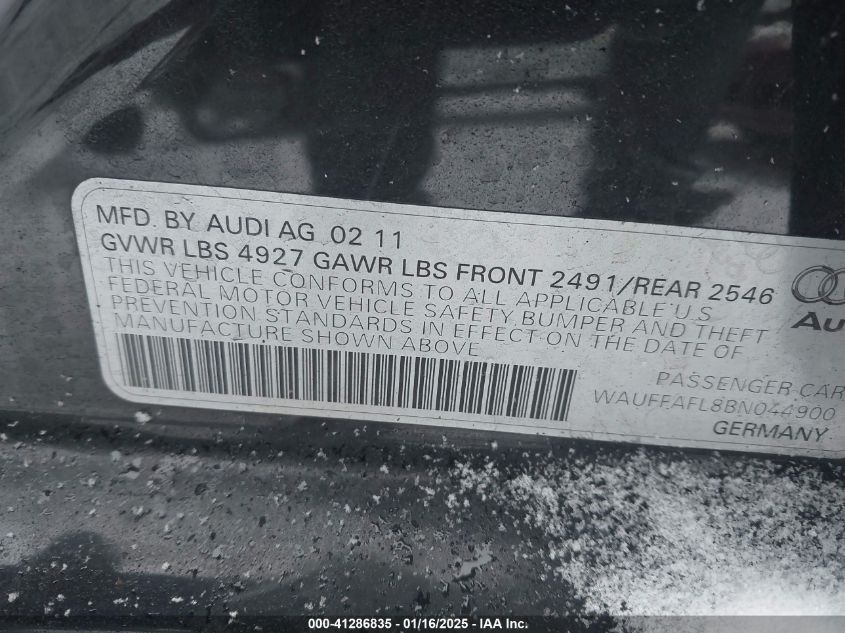 MFD. BY AUDI AG 02 11
GVWR LBS 4927 GAWR LBS FRONT 2491/REAR 2546
THIS VEHICLE CONFORMS TO ALL APPLICABLE U.S
FEDERAL MOTOR VEHICLE SAFETY, BUMPER AND THEFT
PREVENTION STANDARDS IN EFFECT ON THE DATE OF
MANUFACTURE SHOWN ABOVE
Au
PASSENGER CAR
WAUFFAFL8BN044900
GERMANY
000-41286835 - 01/16/2025 - IAA Inc.